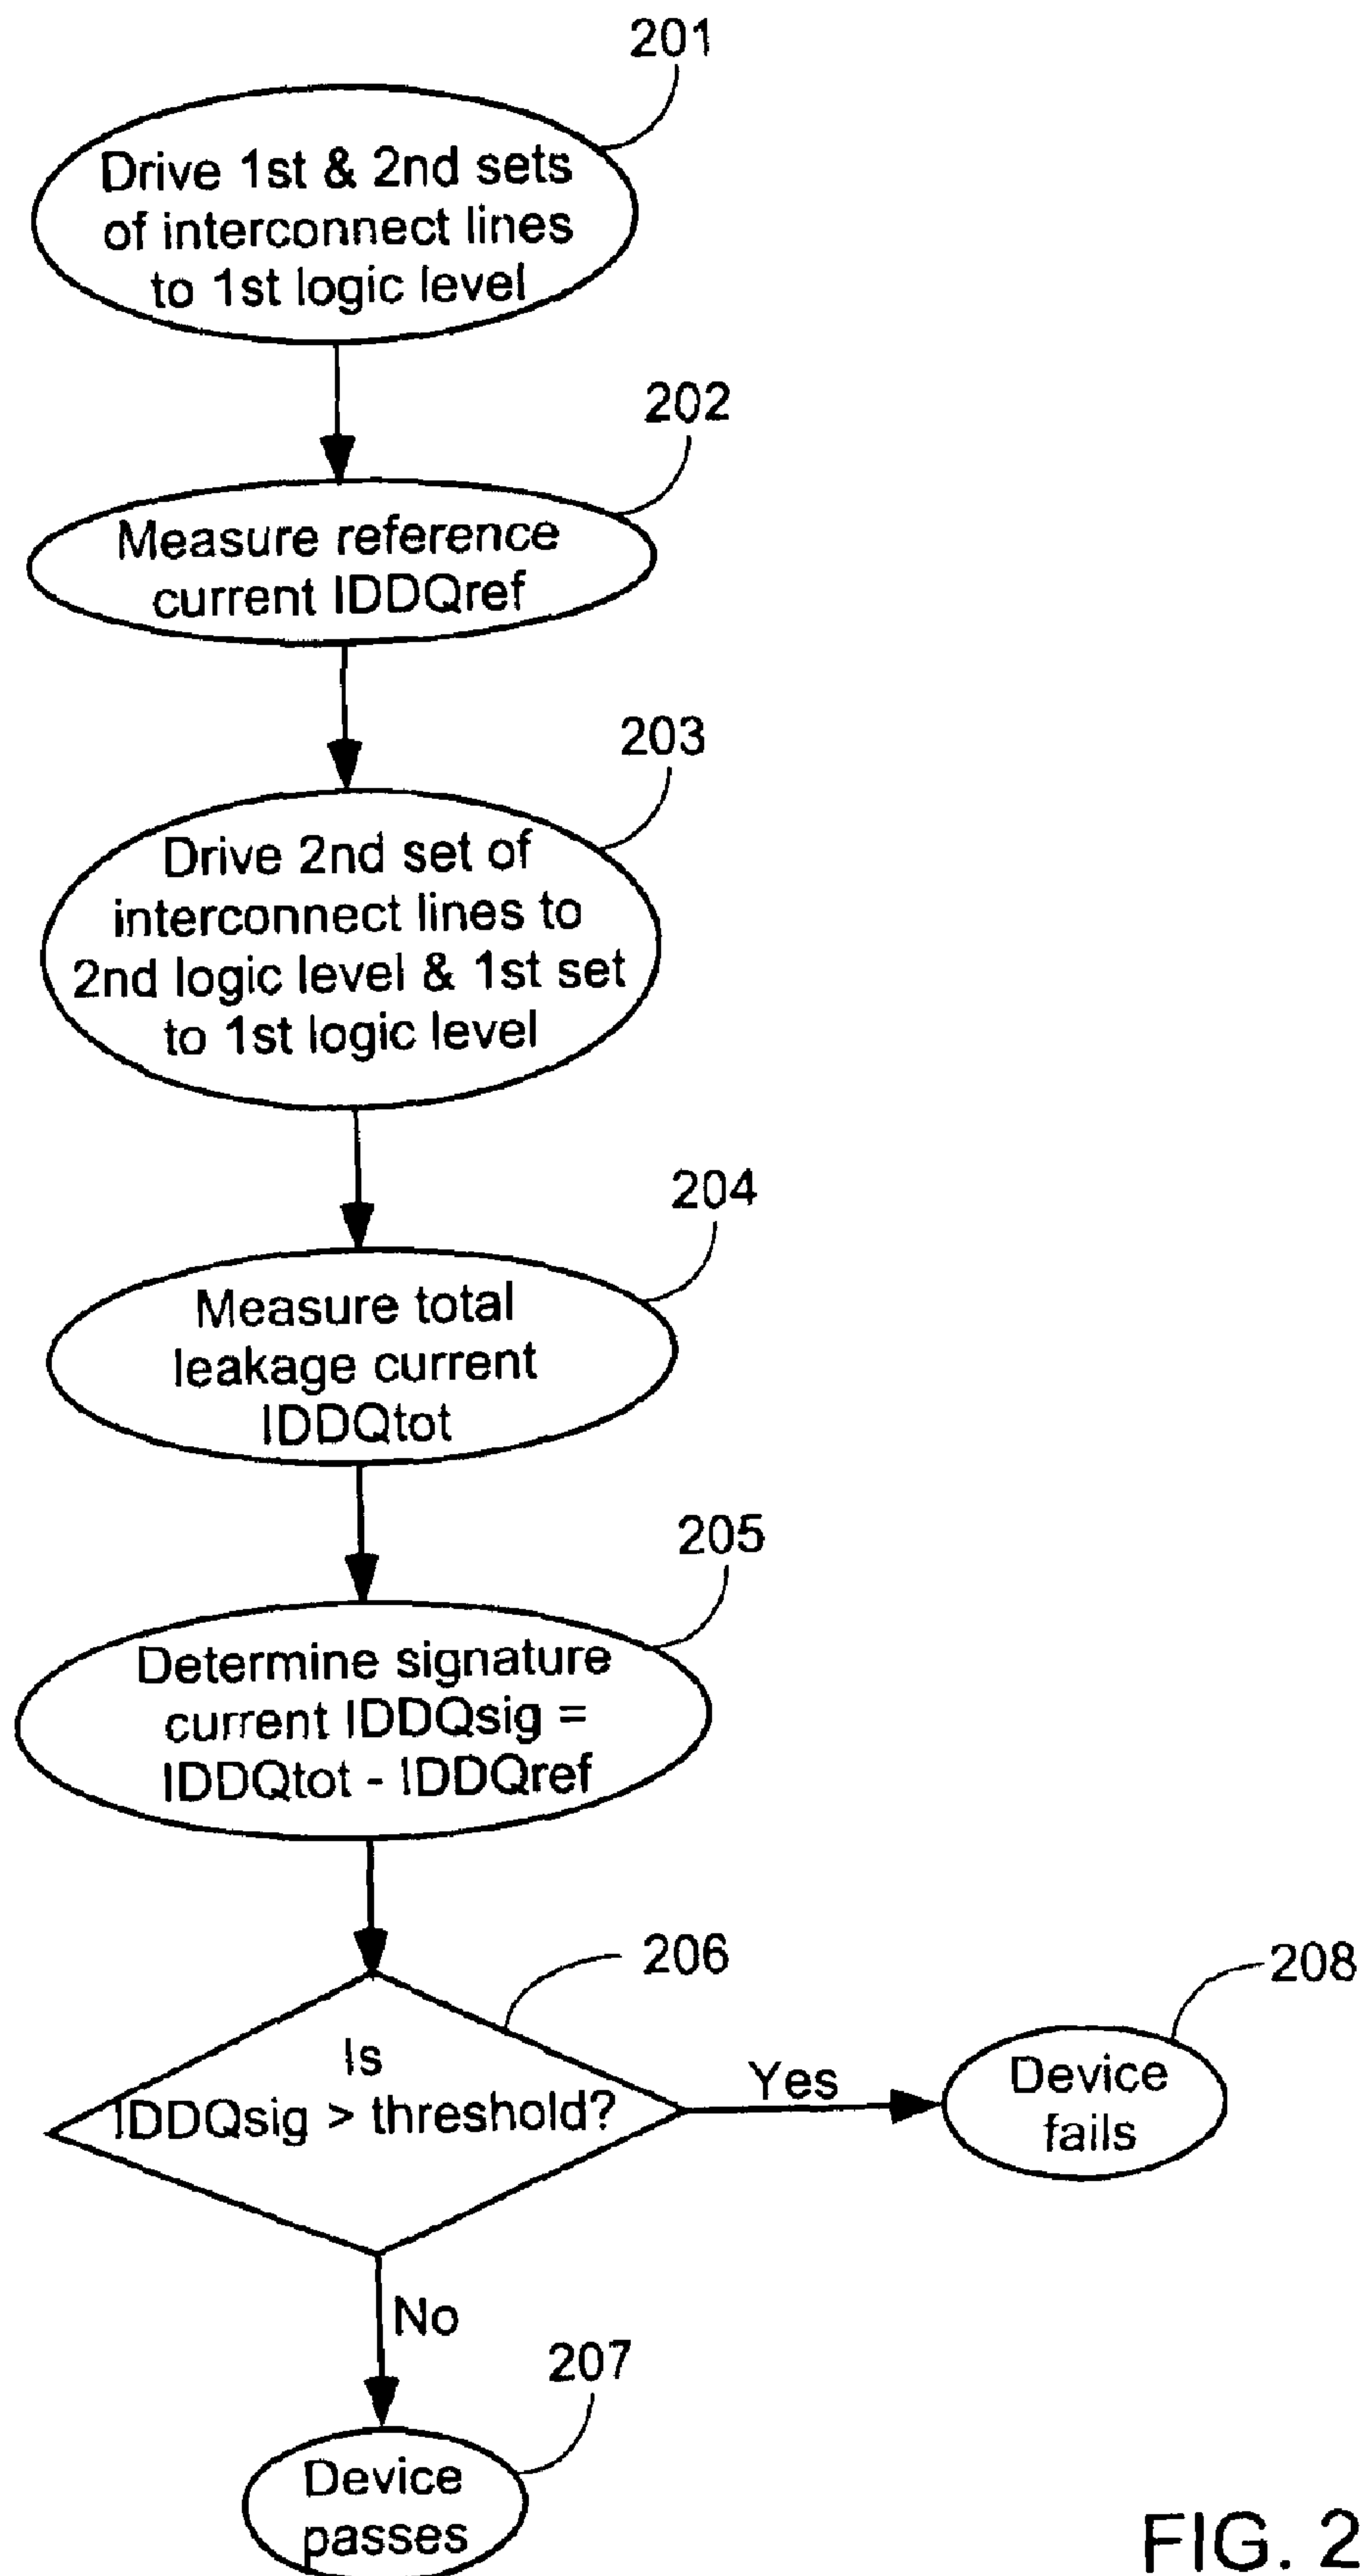 201
Drive 1st & 2nd sets
of interconnect lines
to 1st logic level
202
Measure reference
current IDDQref
203
Drive 2nd set of
interconnect lines to
2nd logic level & 1st set
to 1st logic level
204
Measure total
leakage current
IDDQtot
205
Determine signature
current IDDQsig =
IDDQtot - IDDQref
206
Is
IDDQsig > threshold?
Yes
208
Device
fails
No
207
Device
passes
FIG. 2